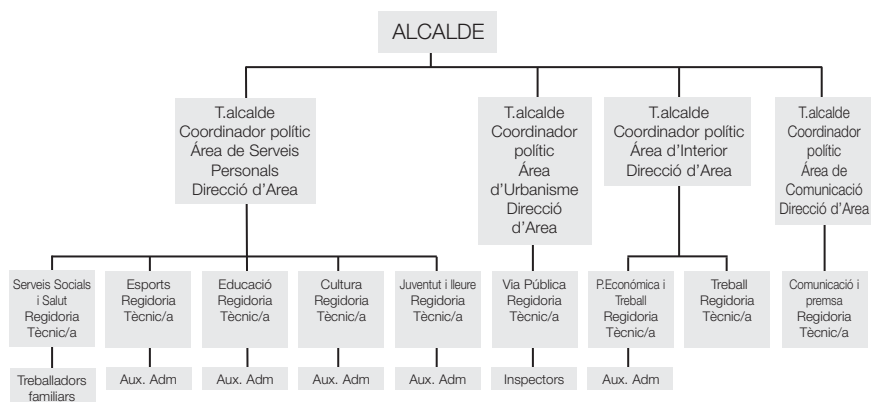 ALCALDE
T.alcalde
Coordinador polític
Área de Serveis
Personals
Direcció d'Area
T.alcalde
Coordinador
polític
Área
d'Urbanisme
Direcció
d'Area
T.alcalde
Coordinador polític
Área d'Interior
Direcció d'Area
T.alcalde
Coordinador
polític
Área de
Comunicació
Direcció d'Area
Serveis Socials
i Salut
Regidoria
Tècnic/a
Esports
Regidoria
Tècnic/a
Educació
Regidoria
Tècnic/a
Cultura
Regidoria
Tècnic/a
Juventut i lleure
Regidoria
Tècnic/a
Via Pública
Regidoria
Tècnic/a
P.Económica i
Treball
Regidoria
Tècnic/a
Treball
Regidoria
Tècnic/a
Comunicació i
premsa
Regidoria
Tècnic/a
Treballadors
familiars
Aux. Adm
Aux. Adm
Aux. Adm
Aux. Adm
Inspectors
Aux. Adm